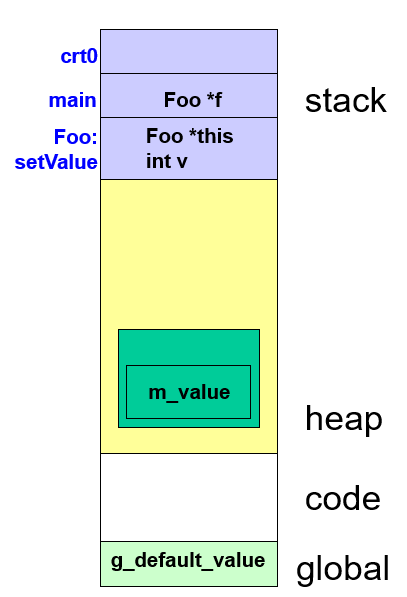 crt0
main
Foo *f
stack
Foo:
setValue
Foo *this
int v
m_value
heap
code
g_default_value
global